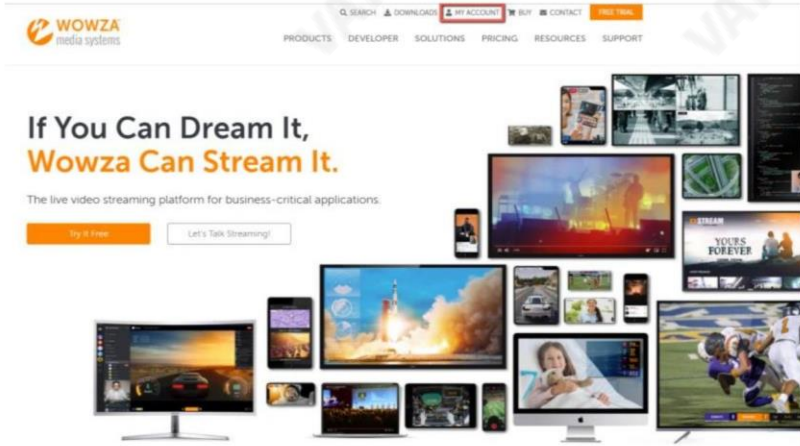 SEARCH DOWNLOADS MY ACCOUNT BUY CONTACT FREE TRIAL
WOWZA
media systems
PRODUCTS DEVELOPER SOLUTIONS PRICING RESOURCES SUPPORT
If You Can Dream It,
Wowza Can Stream It.
The live video streaming platform for business-critical applications.
Try It Free Let's Talk Streaming!
STREAM
YOURS
FOREVER